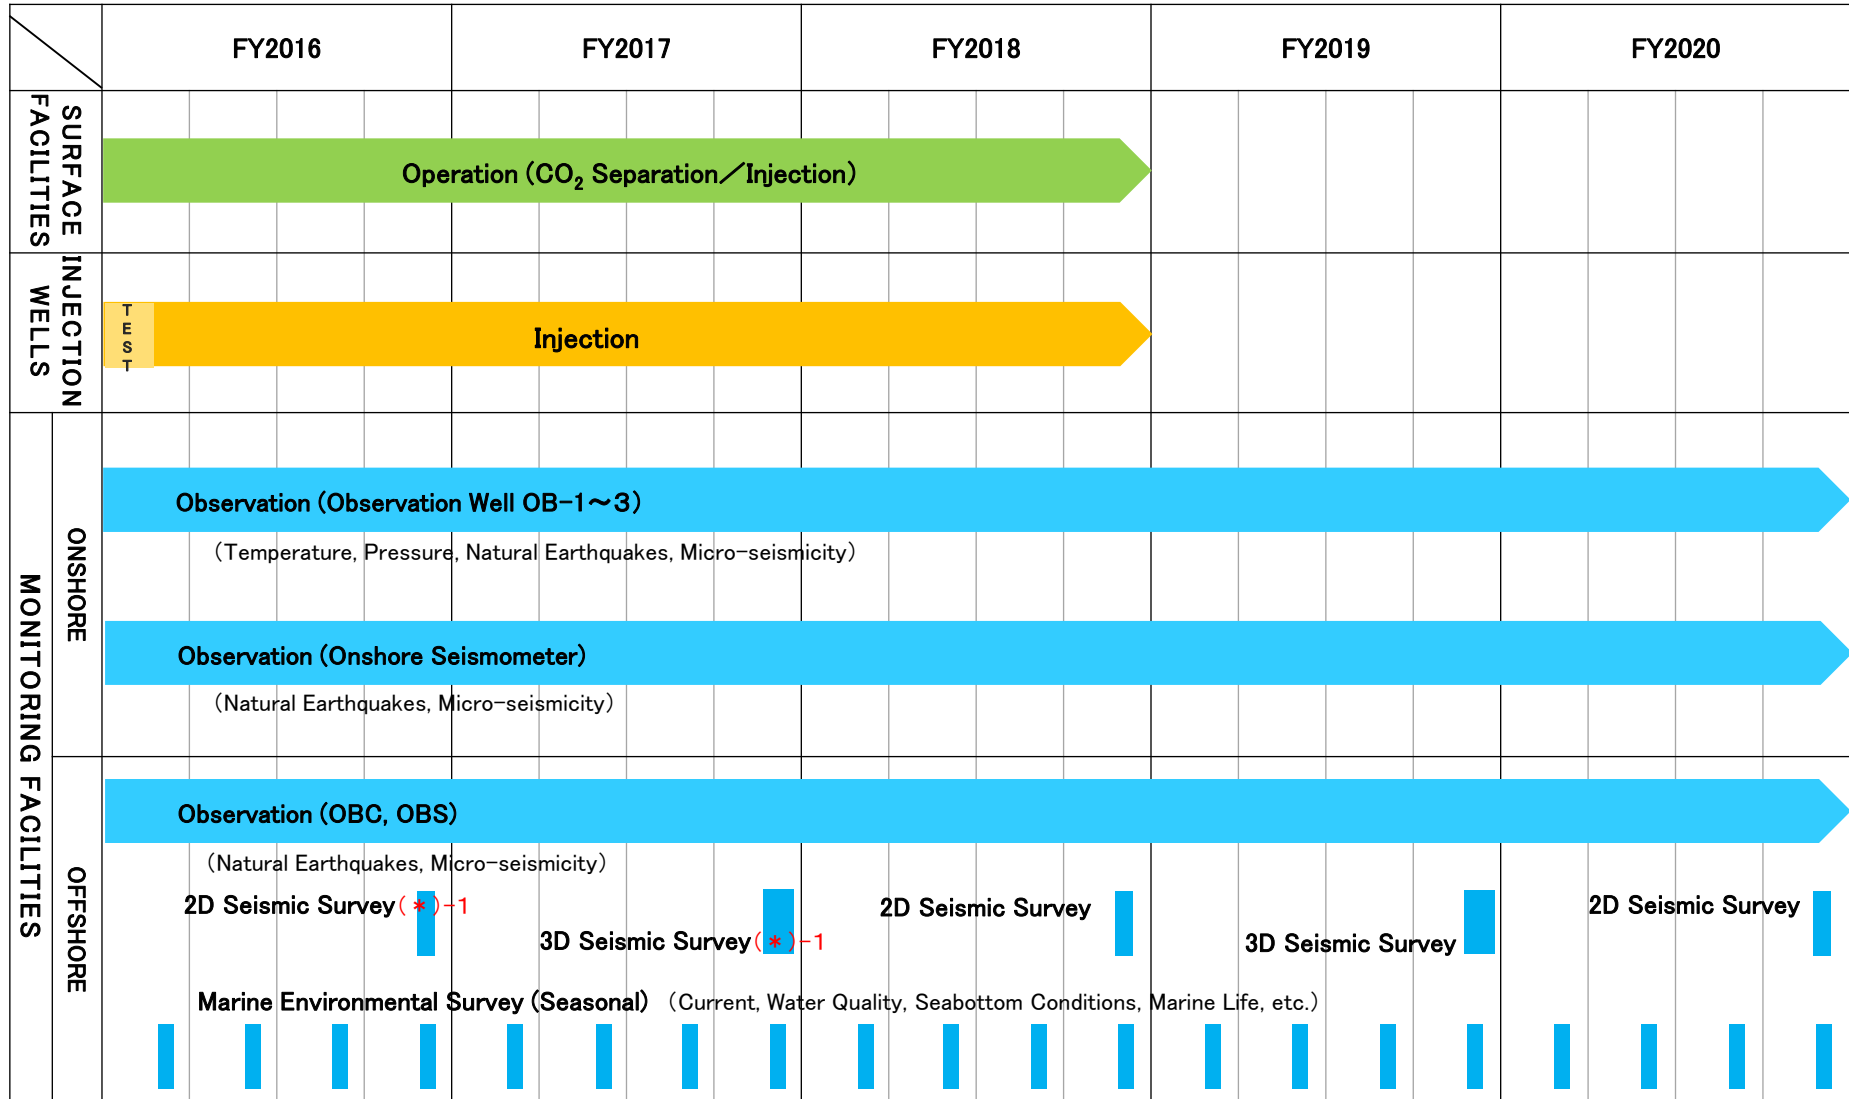 FY2016 FY2017 FY2018 FY2019 FY2020
SURFACE
FACILITIES
Operation (CO₂ Separation／Injection)
INJECTION
WELLS
TEST
Injection
MONITORING FACILITIES
ONSHORE
Observation (Observation Well OB-1～3)
(Temperature, Pressure, Natural Earthquakes, Micro-seismicity)
Observation (Onshore Seismometer)
(Natural Earthquakes, Micro-seismicity)
OFFSHORE
Observation (OBC, OBS)
(Natural Earthquakes, Micro-seismicity)
2D Seismic Survey(*)-1
3D Seismic Survey(*)-1
2D Seismic Survey
3D Seismic Survey
2D Seismic Survey
Marine Environmental Survey (Seasonal) (Current, Water Quality, Seabottom Conditions, Marine Life, etc.)